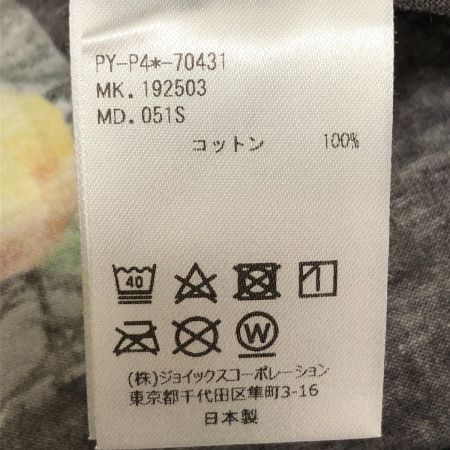 PY-P4*-70431
MK. 192503
MD. 051S
コットン 100%
40
W
(株)ジョイックスコーポレーション
東京都千代田区隼町3-16
日本製